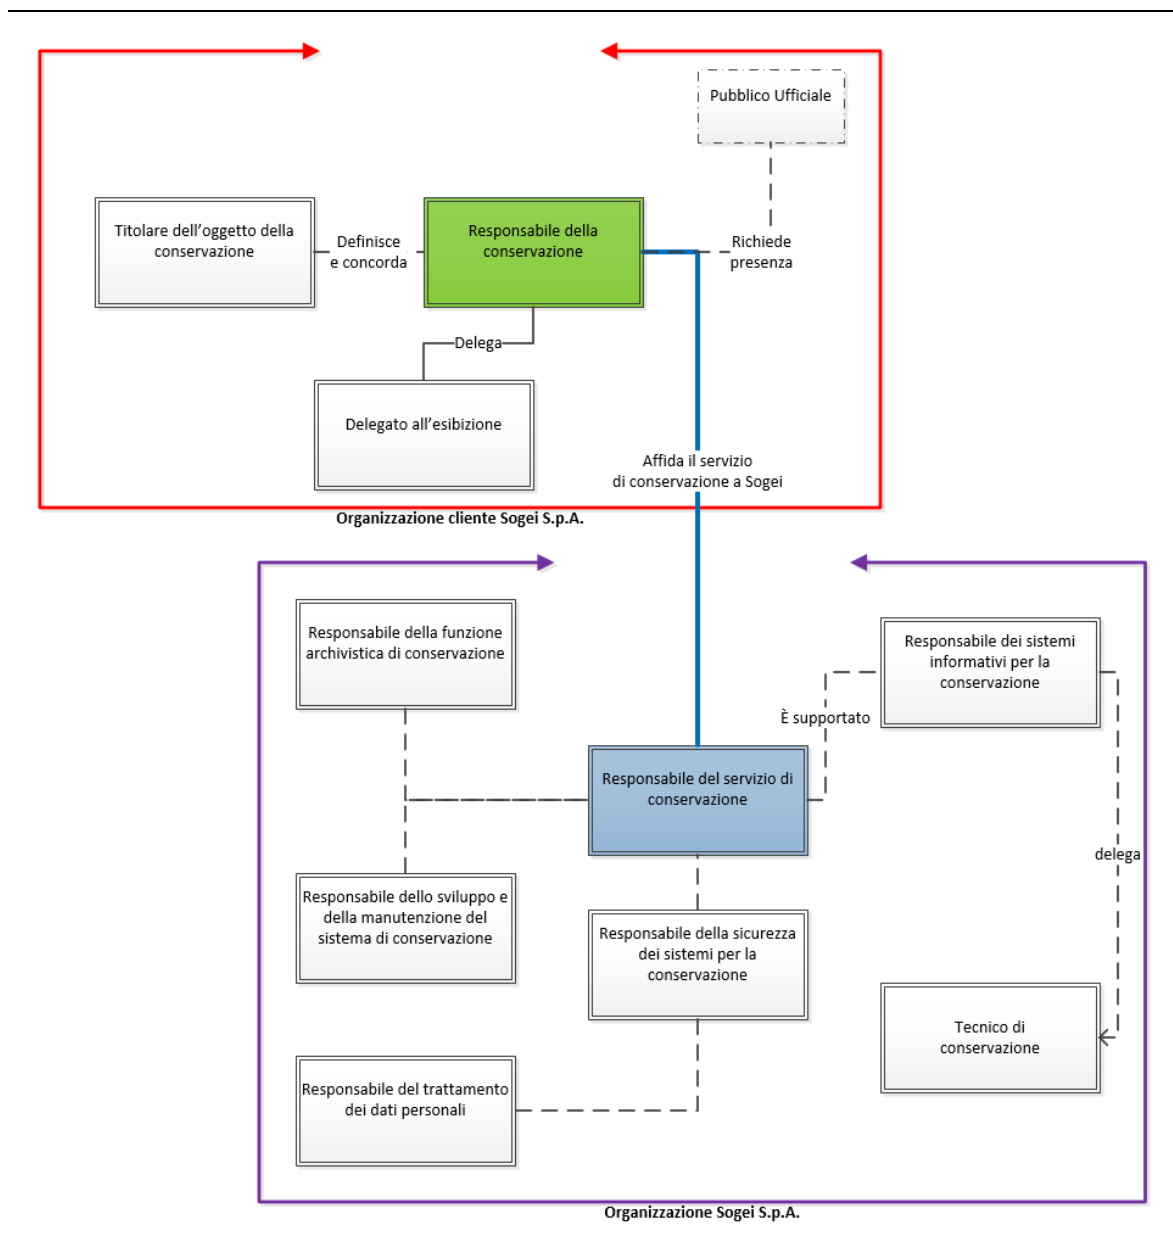 Pubblico Ufficiale
Titolare dell’oggetto della
conservazione
Definisce
e concorda
Responsabile della
conservazione
Richiede
presenza
Delega
Delegato all’esibizione
Affida il servizio
di conservazione a Sogei
Organizzazione cliente Sogei S.p.A.
Responsabile della funzione
archivistica di conservazione
Responsabile dei sistemi
informativi per la
conservazione
È supportato
Responsabile del servizio di
conservazione
delega
Responsabile dello sviluppo e
della manutenzione del
sistema di conservazione
Responsabile della sicurezza
dei sistemi per la
conservazione
Tecnico di
conservazione
Responsabile del trattamento
dei dati personali
Organizzazione Sogei S.p.A.